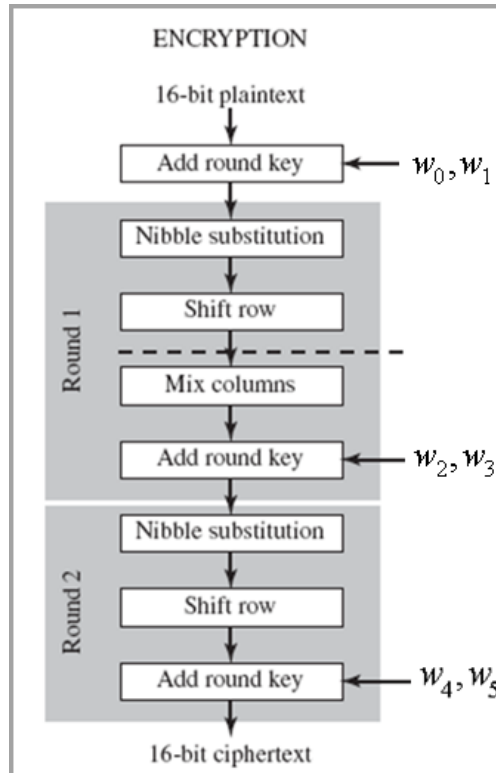 ENCRYPTION
16-bit plaintext
Add round key
w0, w1
Round 1
Nibble substitution
Shift row
Mix columns
Add round key
w2, w3
Round 2
Nibble substitution
Shift row
Add round key
w4, w5
16-bit ciphertext